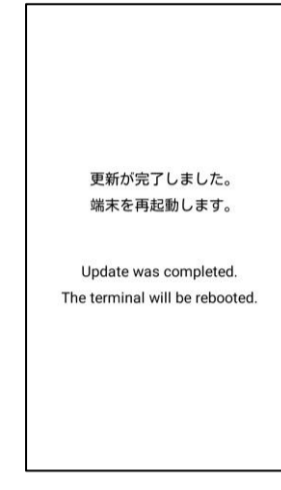 更新が完了しました。
端末を再起動します。
Update was completed.
The terminal will be rebooted.